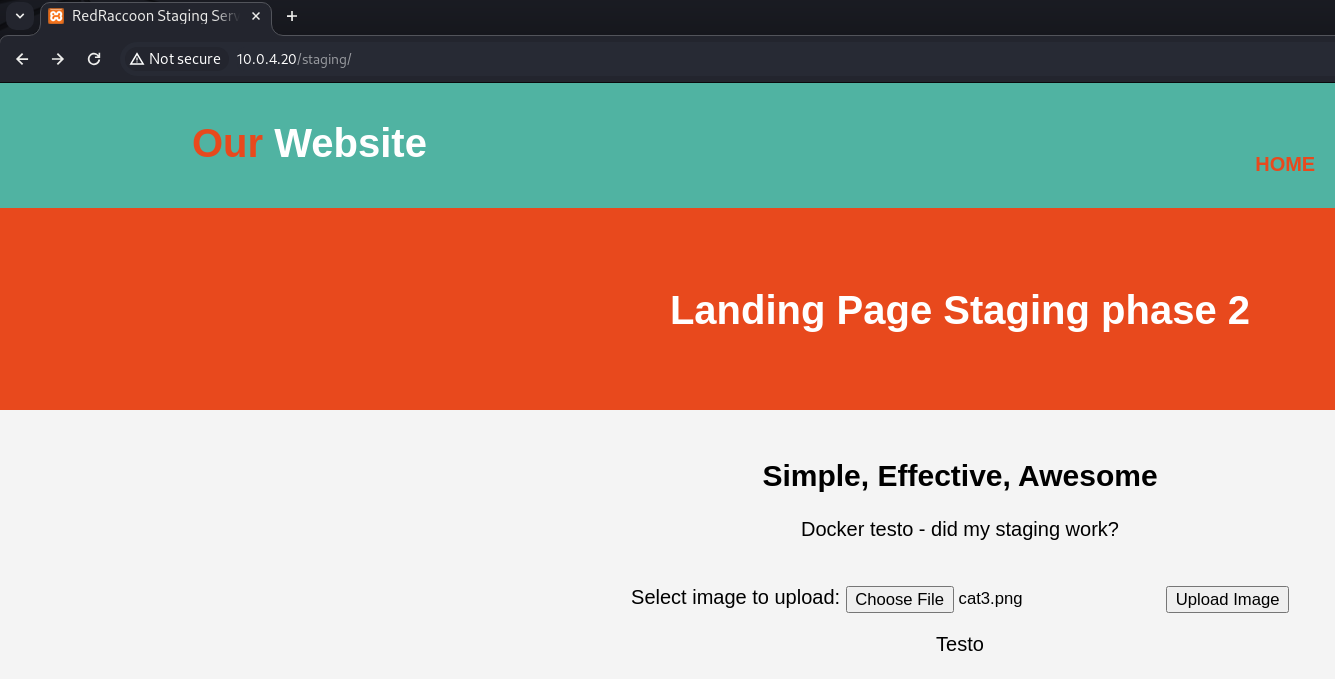 RedRaccoon Staging Serv
Not secure 10.0.4.20/staging/
Our Website
HOME
Landing Page Staging phase 2
Simple, Effective, Awesome
Docker testo - did my staging work?
Select image to upload: Choose File cat3.png Upload Image
Testo